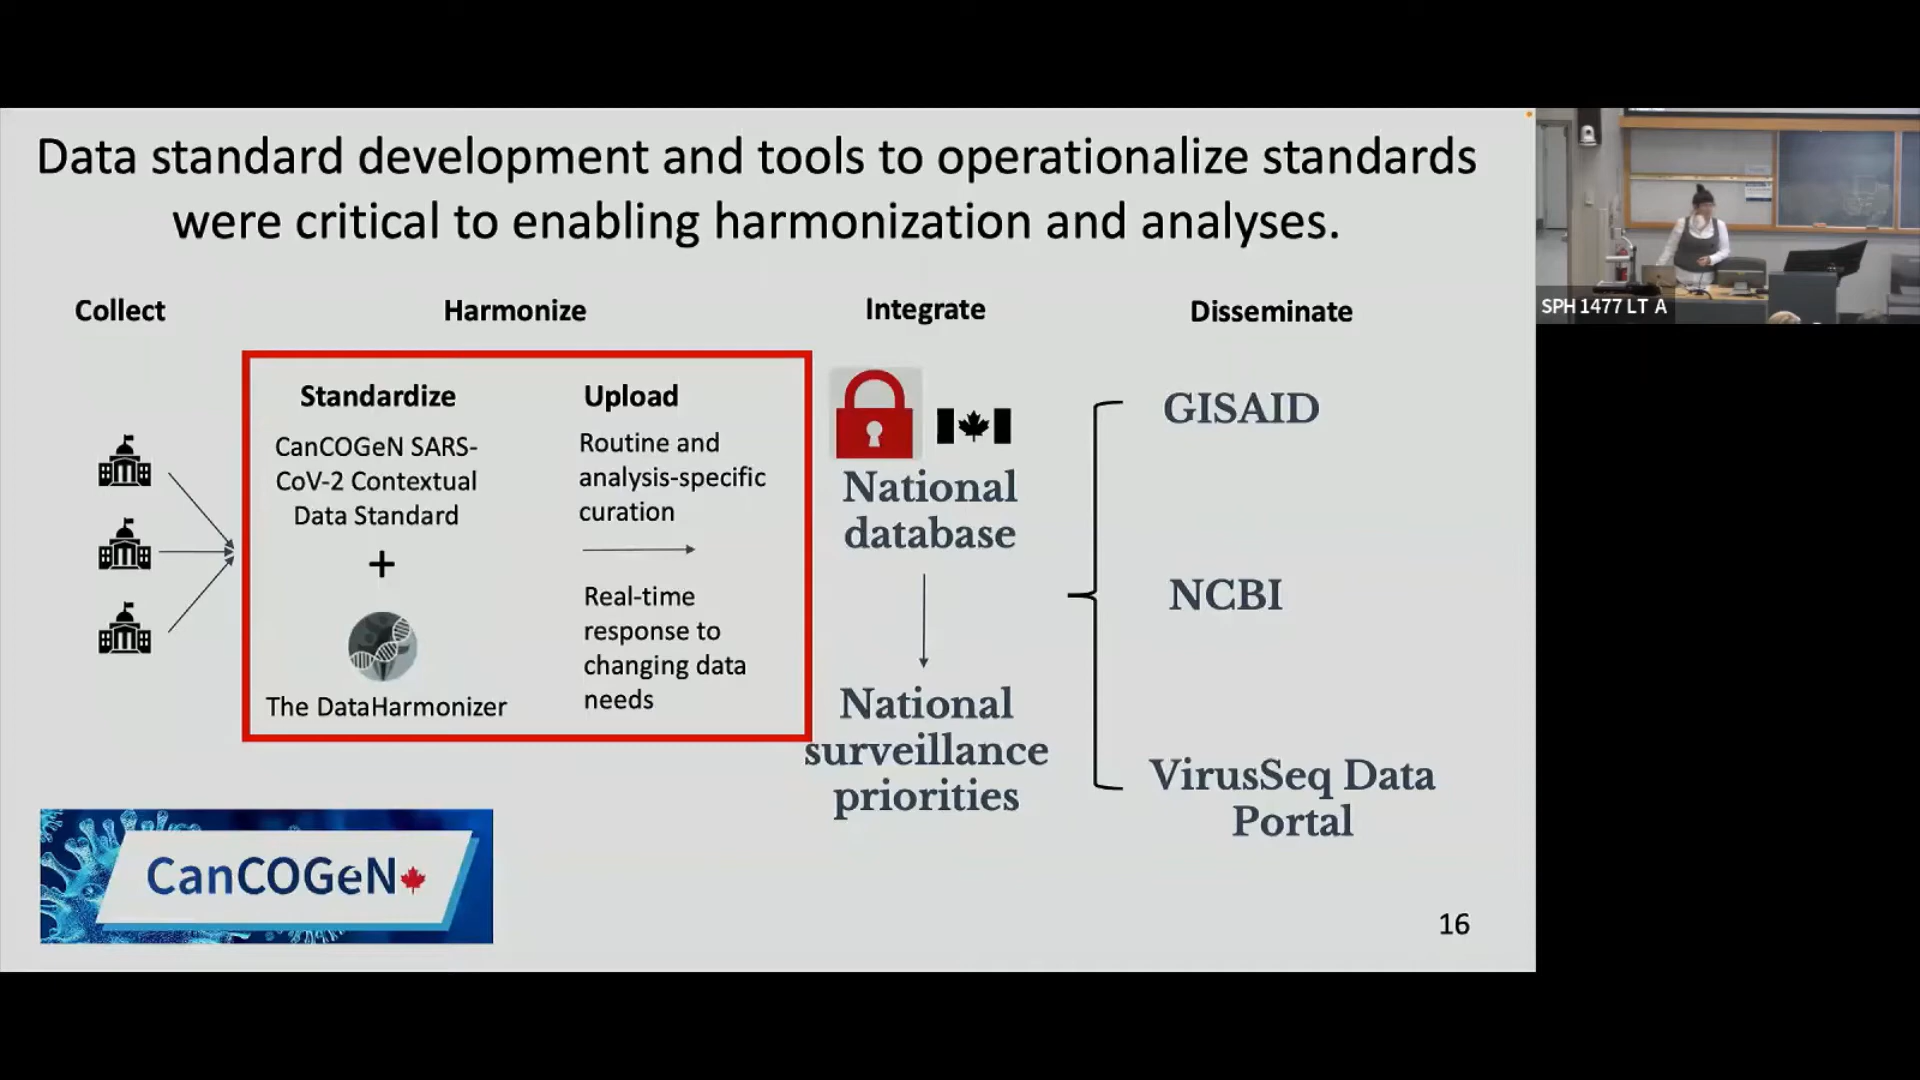 Data standard development and tools to operationalize standards
were critical to enabling harmonization and analyses.
Collect
Harmonize
Integrate
Disseminate
Standardize
CanCOGeN SARS-
CoV-2 Contextual
Data Standard
+
The DataHarmonizer
Upload
Routine and
analysis-specific
curation
Real-time
response to
changing data
needs
National
database
National
surveillance
priorities
GISAID
NCBI
VirusSeq Data
Portal
CanCOGeN
16
SPH 1477 LT A